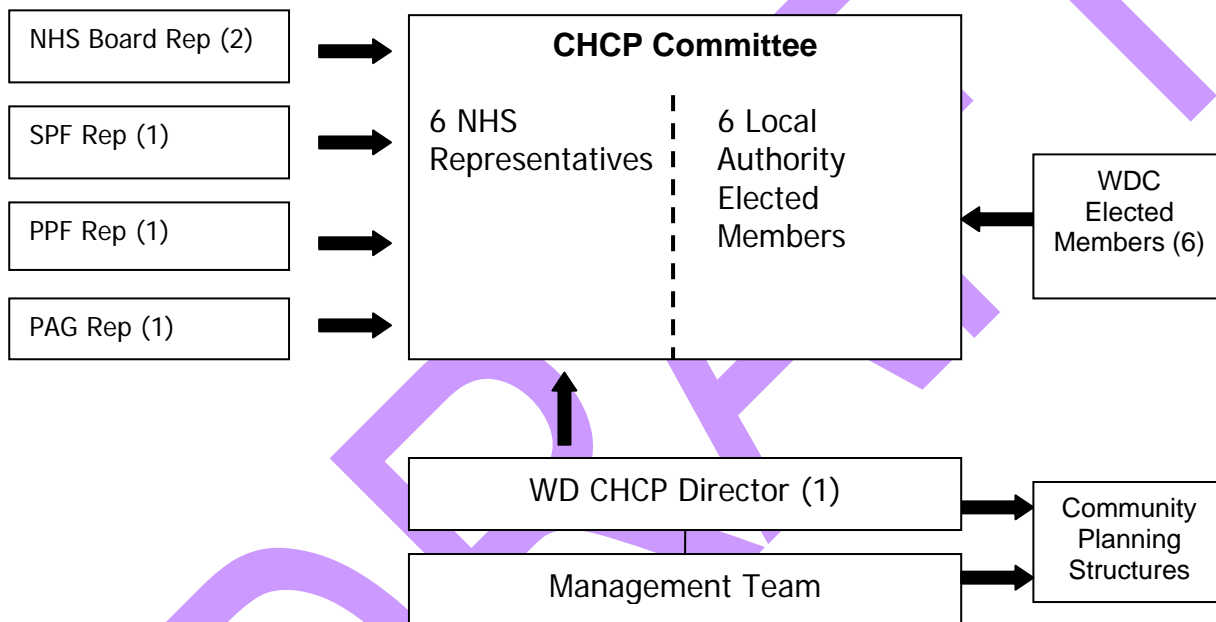 NHS Board Rep (2)
SPF Rep (1)
PPF Rep (1)
PAG Rep (1)
CHCP Committee
6 NHS
Representatives
6 Local
Authority
Elected
Members
WDC
Elected
Members (6)
WD CHCP Director (1)
Management Team
Community
Planning
Structures